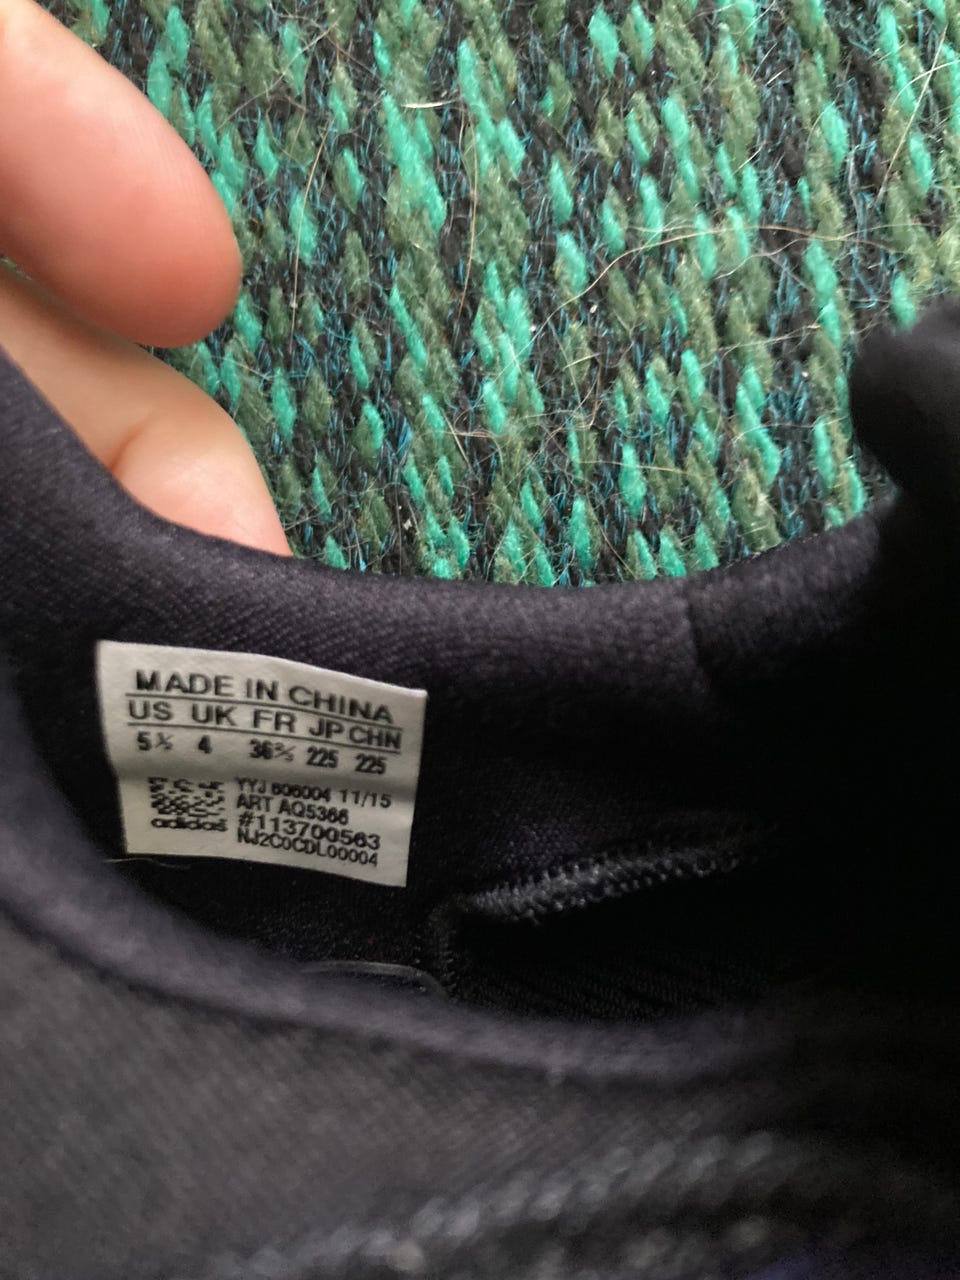 MADE IN CHINA
US UK FR JP CHN
5½ 4 36⅔ 225 225
YYJ 606004 11/15
ART AQ5366
#113700563
adidas NJ2C0CDL00004